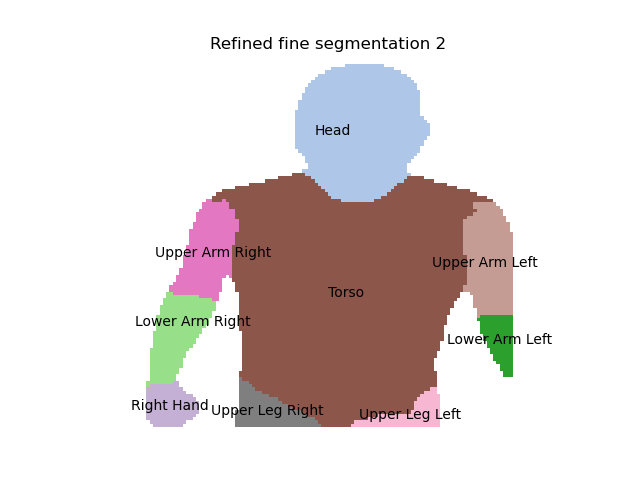 Refined fine segmentation 2
Head
Upper Arm Right
Upper Arm Left
Torso
Lower Arm Right
Lower Arm Left
Right Hand
Upper Leg Right
Upper Leg Left